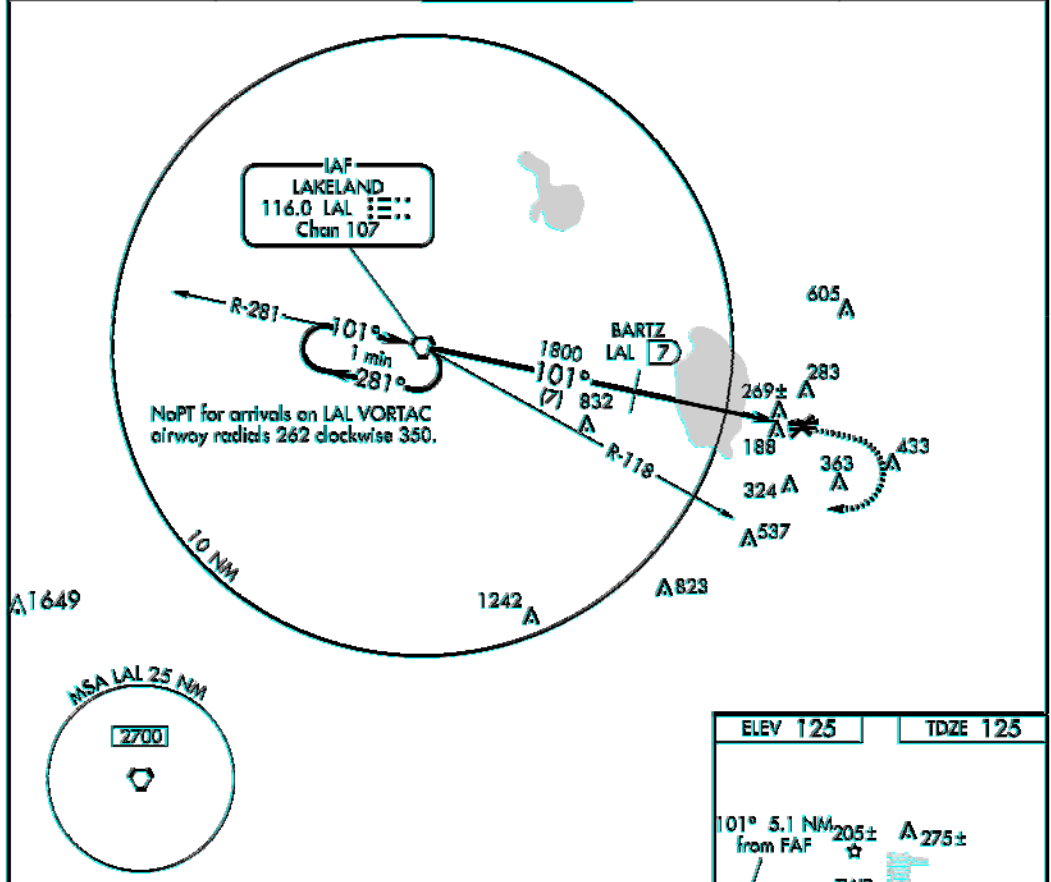 IAF
LAKELAND
116.0 LAL
Chan 107
R-281
101°
1 min
281°
NoPT for arrivals on LAL VORTAC
airway radials 262 clockwise 350.
1800
101°
(7)
BARTZ
LAL 7
832
R-118
605
283
269±
188
433
363
324
537
823
1242
1649
10 NM
MSA LAL 25 NM
2700
ELEV 125
TDZE 125
101° 5.1 NM
from FAF
205±
275±